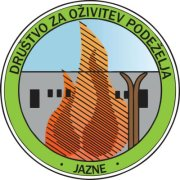 DRUŠTVO ZA OŽIVITEV PODEŽELJA
· JAZNE ·